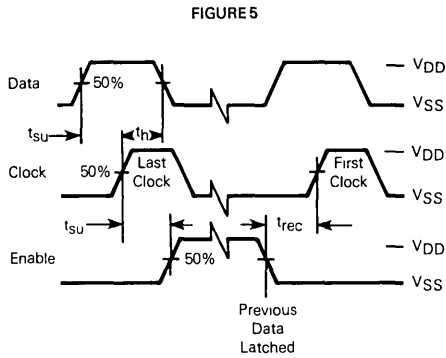 FIGURE 5
Data
50%
VDD
VSS
tsu
th
Clock
50%
Last
Clock
First
Clock
VDD
VSS
tsu
trec
Enable
50%
VDD
VSS
Previous
Data
Latched